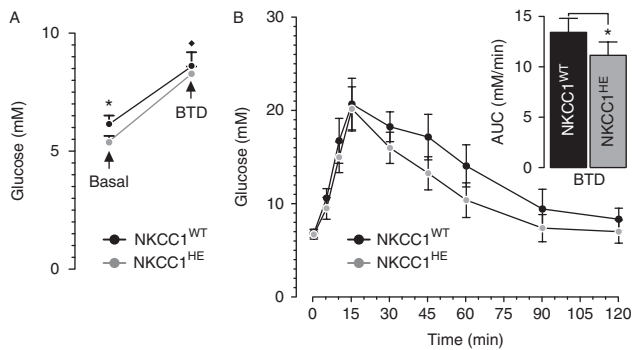 A
10
5
0
Glucose (mM)
*
◆
BTD
Basal
NKCC1WT
NKCC1HE
B
30
20
10
0
Glucose (mM)
NKCC1WT
NKCC1HE
0 15 30 45 60 75 90 105 120
Time (min)
15
10
5
0
AUC (mM/min)
*
NKCC1WT
NKCC1HE
BTD